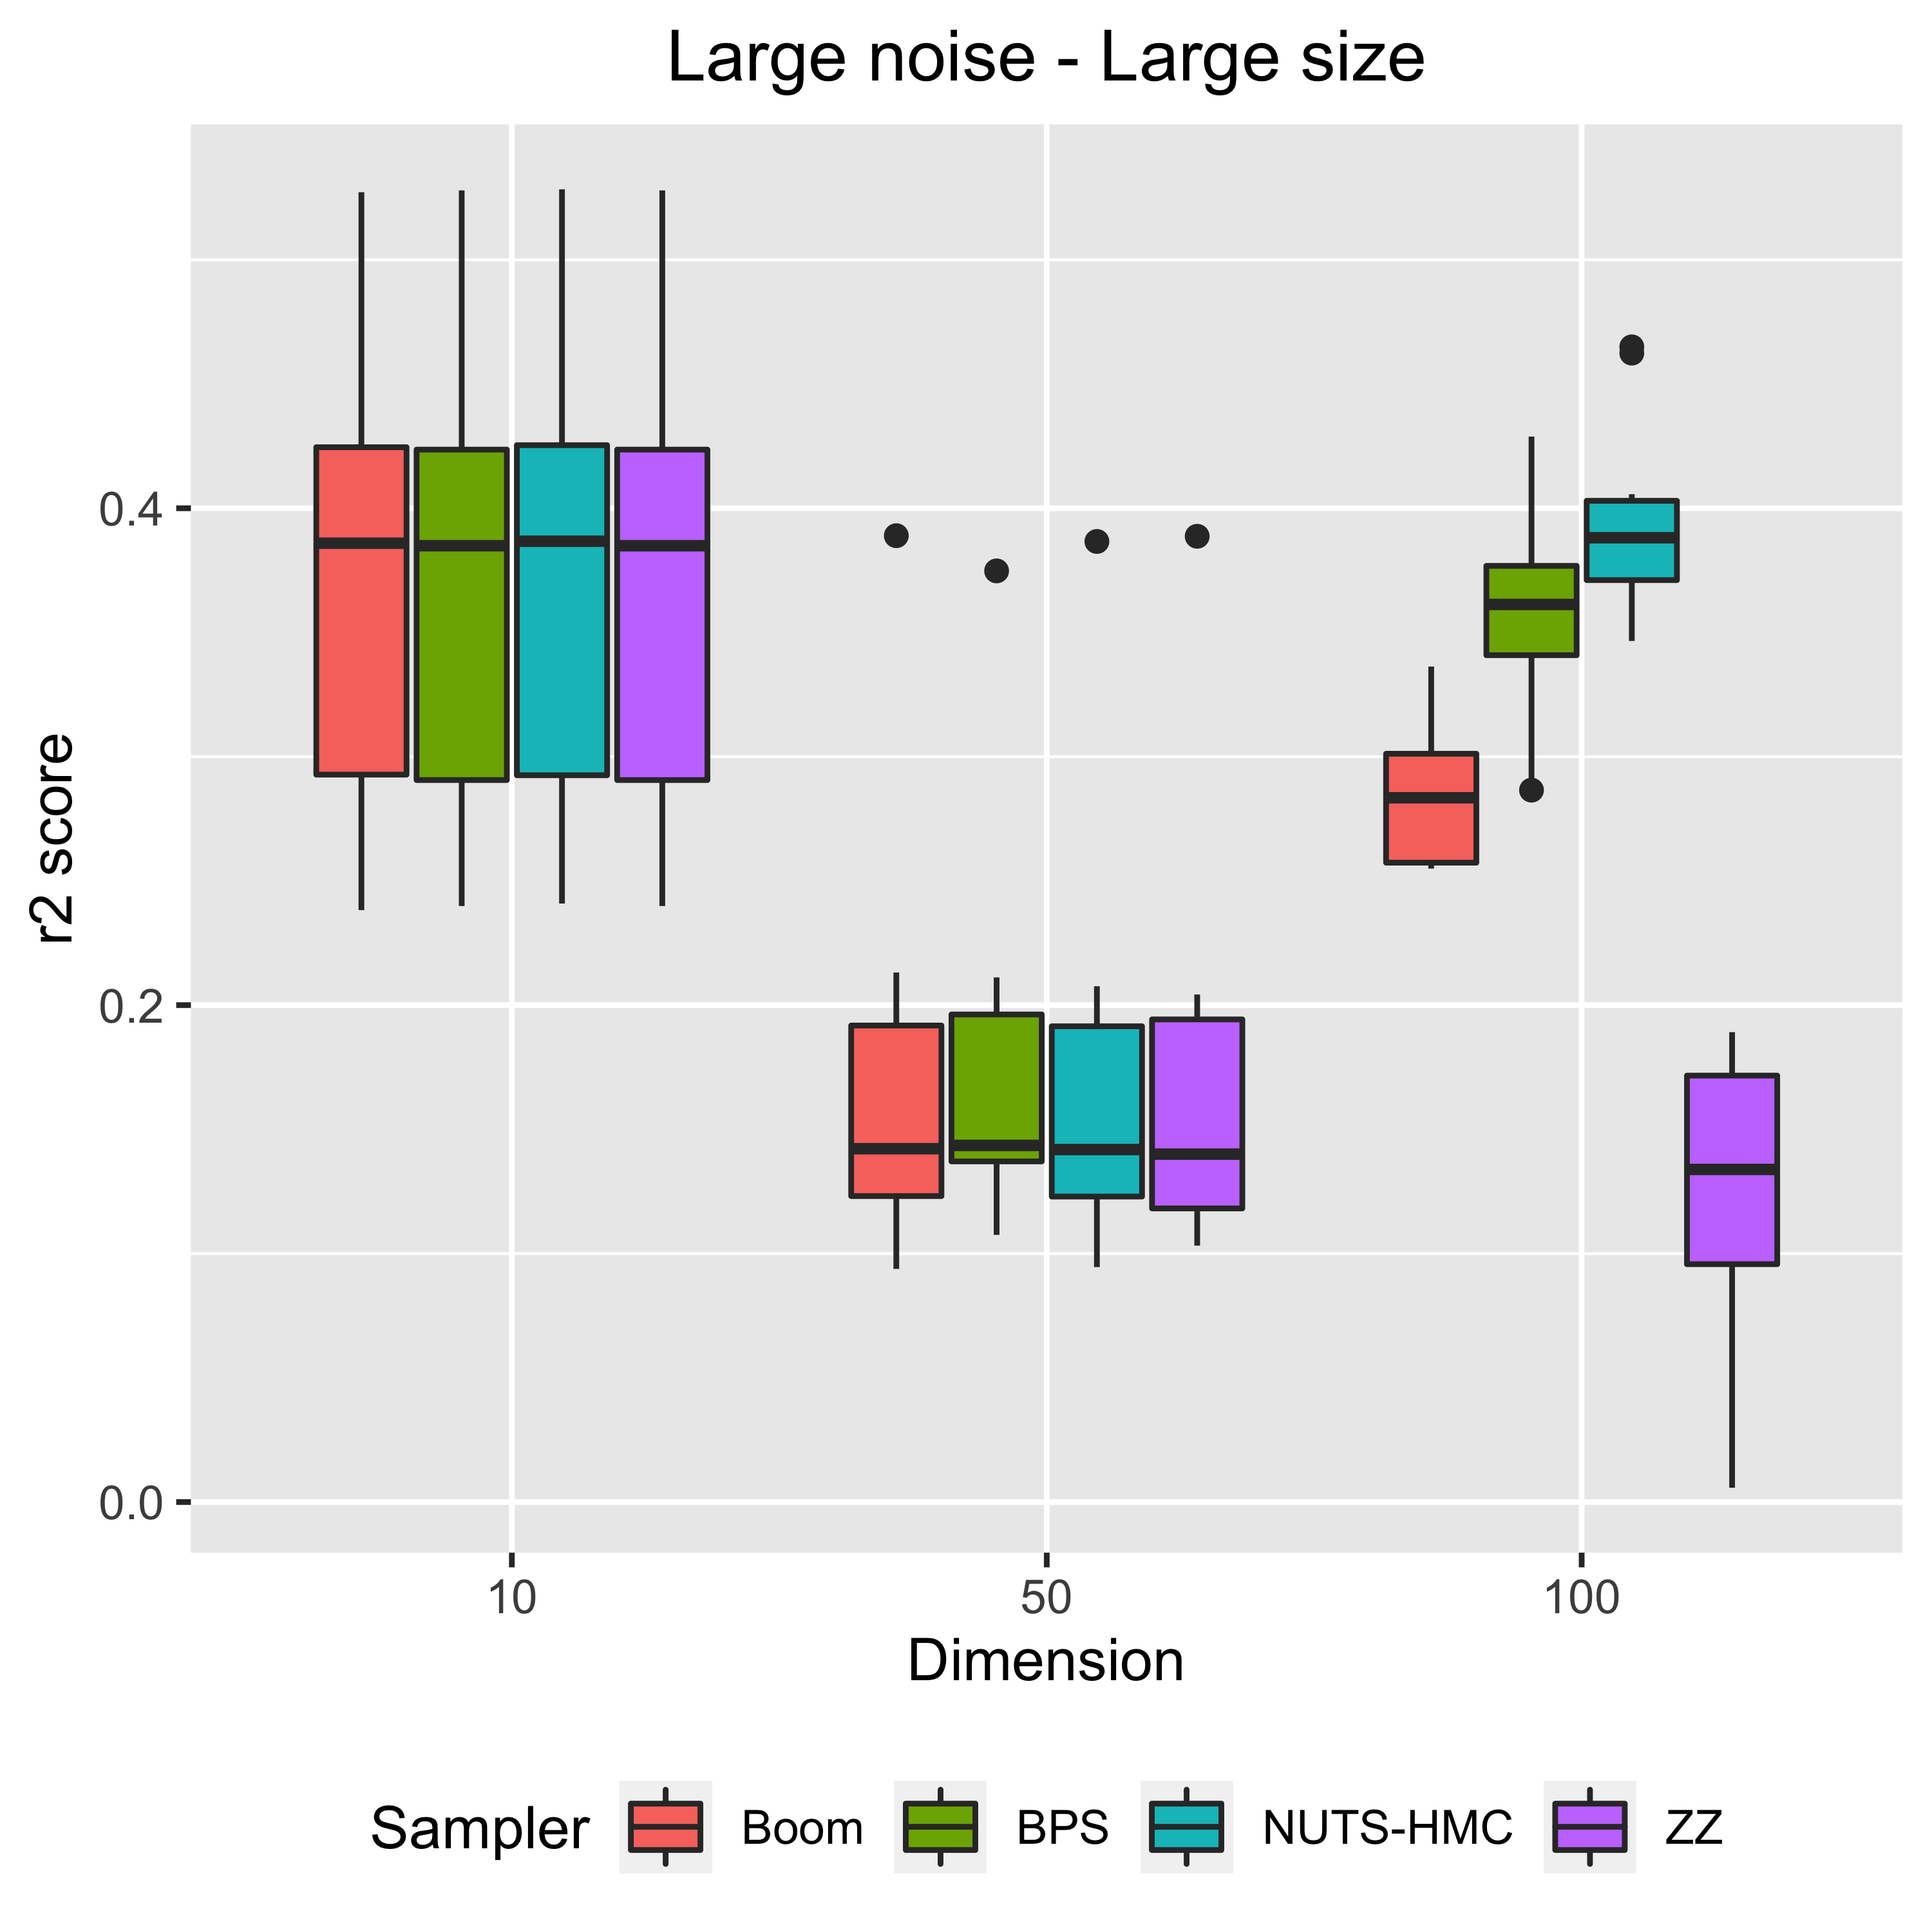 Large noise - Large size
r2 score
0.4
0.2
0.0
10 50 100
Dimension
Sampler Boom BPS NUTS-HMC ZZ